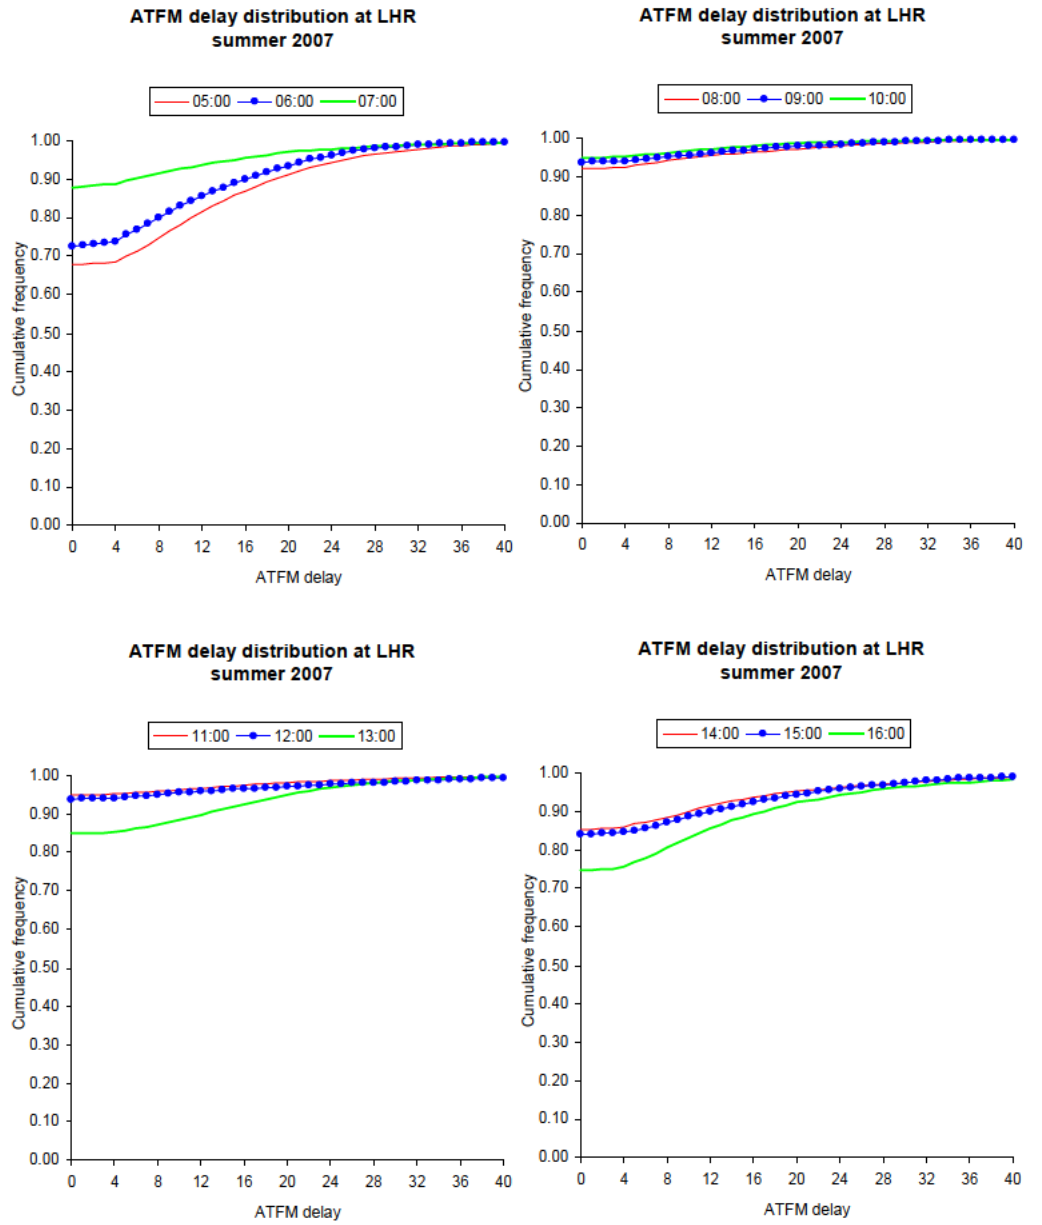 ATFM delay distribution at LHR
summer 2007
05:00 06:00 07:00
1.00
0.90
0.80
0.70
0.60
0.50
0.40
0.30
0.20
0.10
0.00
Cumulative frequency
0 4 8 12 16 20 24 28 32 36 40
ATFM delay
ATFM delay distribution at LHR
summer 2007
08:00 09:00 10:00
1.00
0.90
0.80
0.70
0.60
0.50
0.40
0.30
0.20
0.10
0.00
Cumulative frequency
0 4 8 12 16 20 24 28 32 36 40
ATFM delay
ATFM delay distribution at LHR
summer 2007
11:00 12:00 13:00
1.00
0.90
0.80
0.70
0.60
0.50
0.40
0.30
0.20
0.10
0.00
Cumulative frequency
0 4 8 12 16 20 24 28 32 36 40
ATFM delay
ATFM delay distribution at LHR
summer 2007
14:00 15:00 16:00
1.00
0.90
0.80
0.70
0.60
0.50
0.40
0.30
0.20
0.10
0.00
Cumulative frequency
0 4 8 12 16 20 24 28 32 36 40
ATFM delay